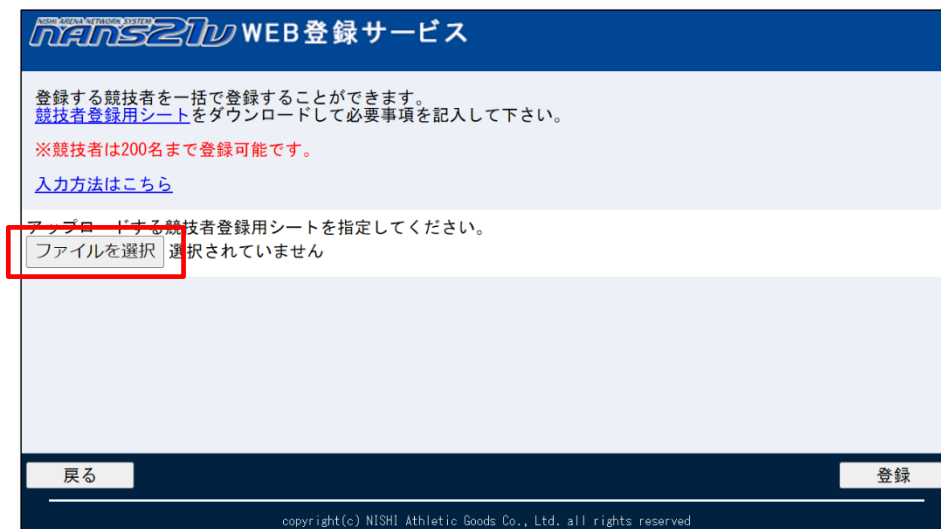 NISHI ARENA NETWORK SYSTEM
nans21v WEB登録サービス
登録する競技者を一括で登録することができます。
競技者登録用シートをダウンロードして必要事項を記入して下さい。
※競技者は200名まで登録可能です。
入力方法はこちら
アップロードする競技者登録用シートを指定してください。
ファイルを選択 選択されていません
戻る 登録
copyright(c) NISHI Athletic Goods Co., Ltd. all rights reserved